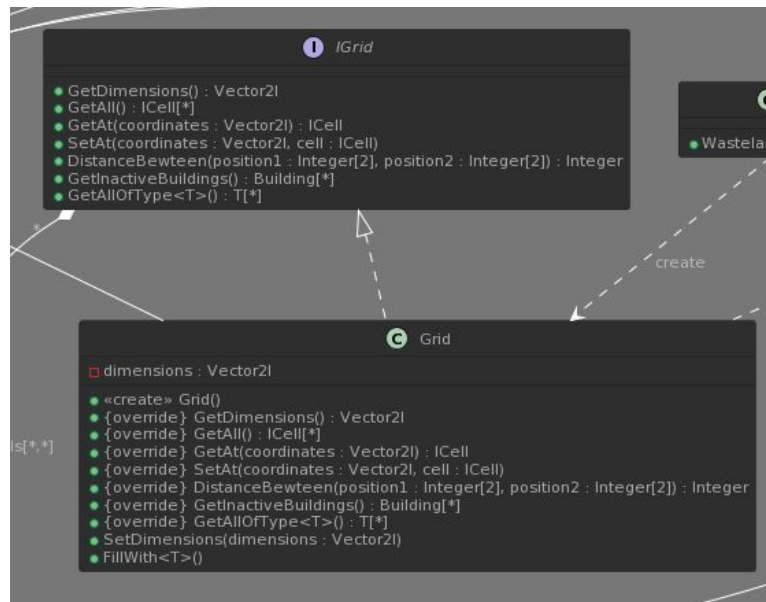 I IGrid
GetDimensions() : Vector2I
GetAll() : ICell[*]
GetAt(coordinates : Vector2I) : ICell
SetAt(coordinates : Vector2I, cell : ICell)
DistanceBewteen(position1 : Integer[2], position2 : Integer[2]) : Integer
GetInactiveBuildings() : Building[*]
GetAllOfType<T>() : T[*]
*
create
C Grid
dimensions : Vector2I
«create» Grid()
{override} GetDimensions() : Vector2I
{override} GetAll() : ICell[*]
{override} GetAt(coordinates : Vector2I) : ICell
{override} SetAt(coordinates : Vector2I, cell : ICell)
{override} DistanceBewteen(position1 : Integer[2], position2 : Integer[2]) : Integer
{override} GetInactiveBuildings() : Building[*]
{override} GetAllOfType<T>() : T[*]
SetDimensions(dimensions : Vector2I)
FillWith<T>()
ls[*,*]